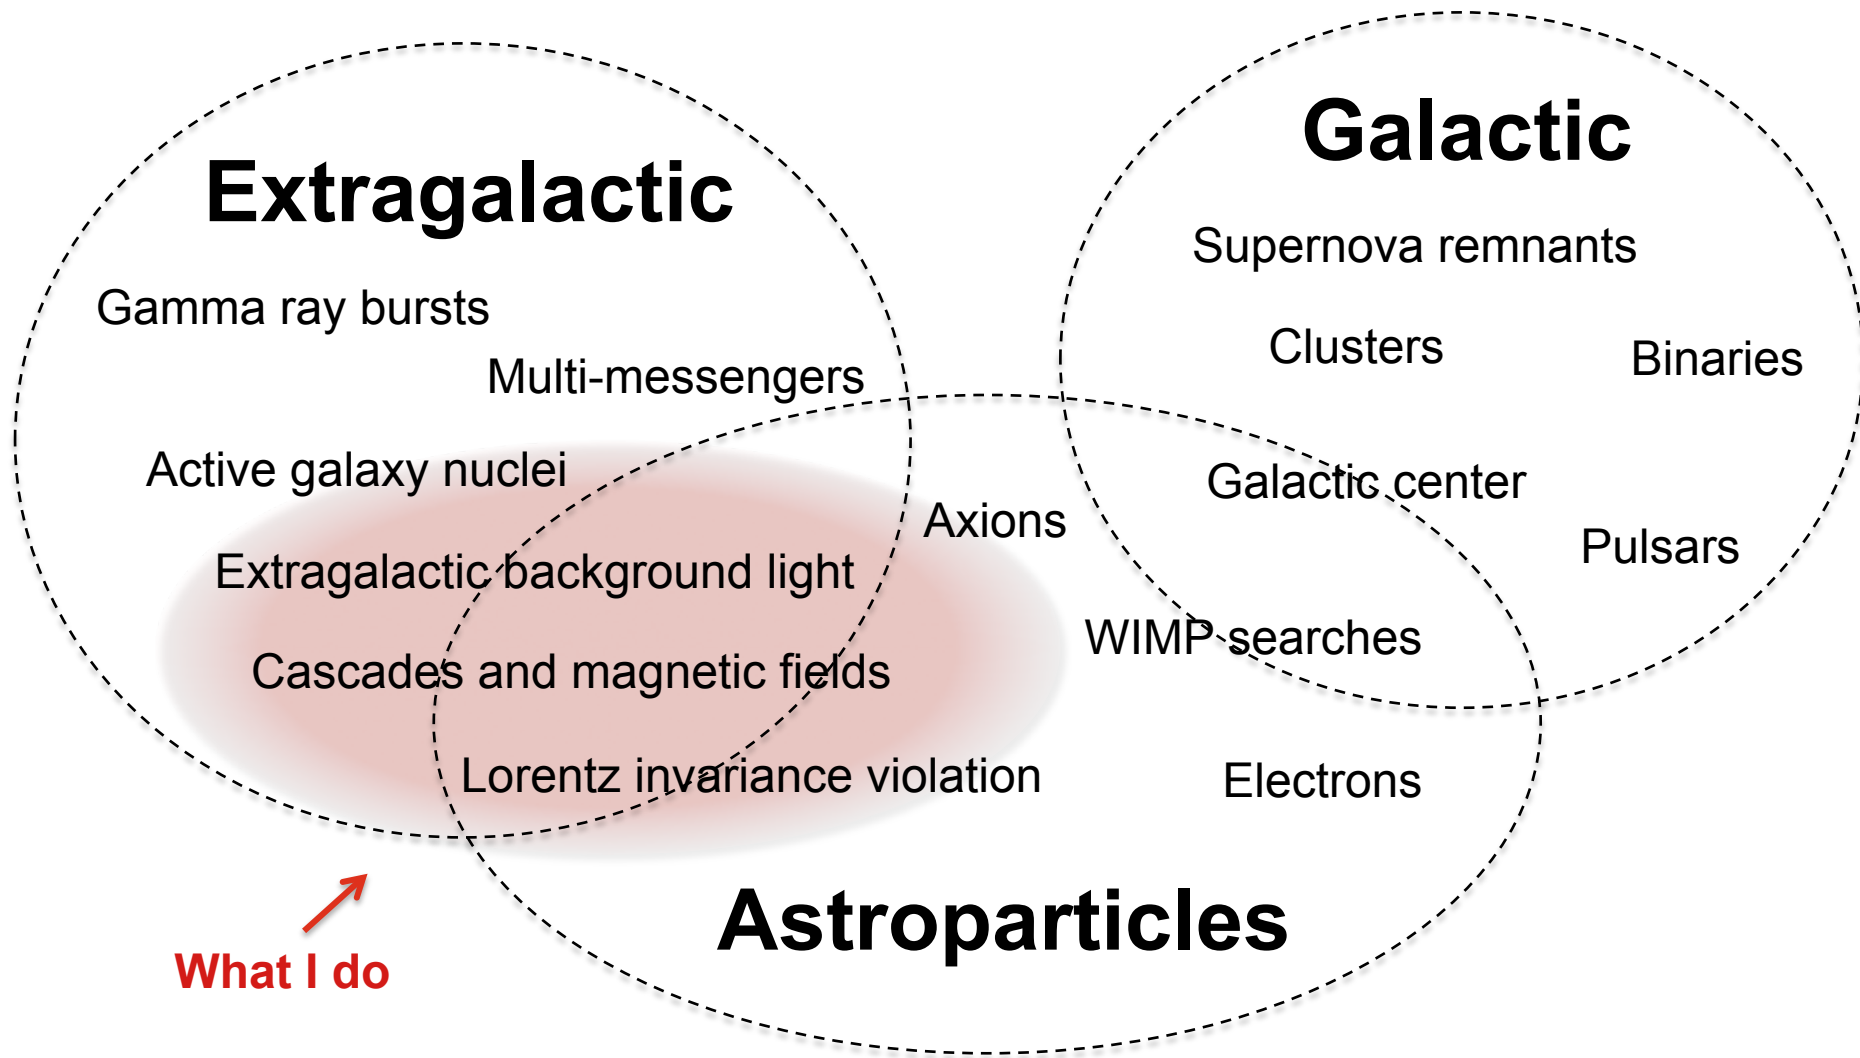 Extragalactic
Gamma ray bursts
Multi-messengers
Active galaxy nuclei
Extragalactic background light
Cascades and magnetic fields
Lorentz invariance violation
What I do
Galactic
Supernova remnants
Clusters
Binaries
Galactic center
Pulsars
Axions
WIMP searches
Electrons
Astroparticles